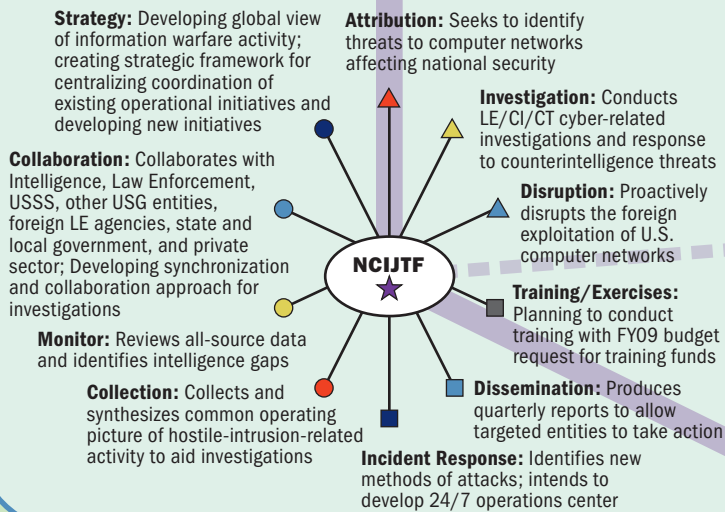 Strategy: Developing global view
of information warfare activity;
creating strategic framework for
centralizing coordination of
existing operational initiatives and
developing new initiatives
Attribution: Seeks to identify
threats to computer networks
affecting national security
Investigation: Conducts
LE/CI/CT cyber-related
investigations and response
to counterintelligence threats
Collaboration: Collaborates with
Intelligence, Law Enforcement,
USSS, other USG entities,
foreign LE agencies, state and
local government, and private
sector; Developing synchronization
and collaboration approach for
investigations
Disruption: Proactively
disrupts the foreign
exploitation of U.S.
computer networks
NCIJTF
Training/Exercises:
Planning to conduct
training with FY09 budget
request for training funds
Monitor: Reviews all-source data
and identifies intelligence gaps
Collection: Collects and
synthesizes common operating
picture of hostile-intrusion-related
activity to aid investigations
Dissemination: Produces
quarterly reports to allow
targeted entities to take action
Incident Response: Identifies new
methods of attacks; intends to
develop 24/7 operations center